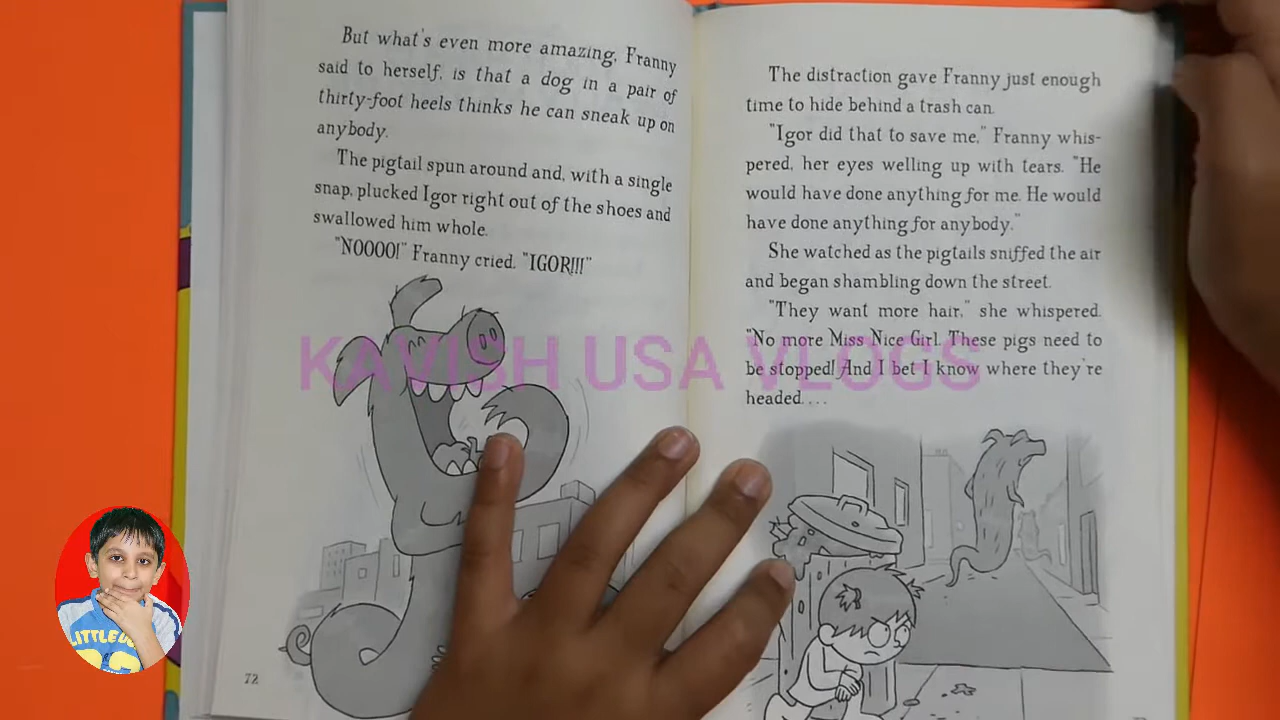 But what's even more amazing, Franny
said to herself, is that a dog in a pair of
thirty-foot heels thinks he can sneak up on
anybody.
The pigtail spun around and, with a single
snap, plucked Igor right out of the shoes and
swallowed him whole.
"NOOOO!" Franny cried. "IGOR!!!"
72
The distraction gave Franny just enough
time to hide behind a trash can.
"Igor did that to save me," Franny whis-
pered, her eyes welling up with tears. "He
would have done anything for me. He would
have done anything for anybody."
She watched as the pigtails sniffed the air
and began shambling down the street.
"They want more hair," she whispered.
"No more Miss Nice Girl. These pigs need to
be stopped! And I bet I know where they're
headed. . . .
KAVISH USA VLOGS
LITTLE